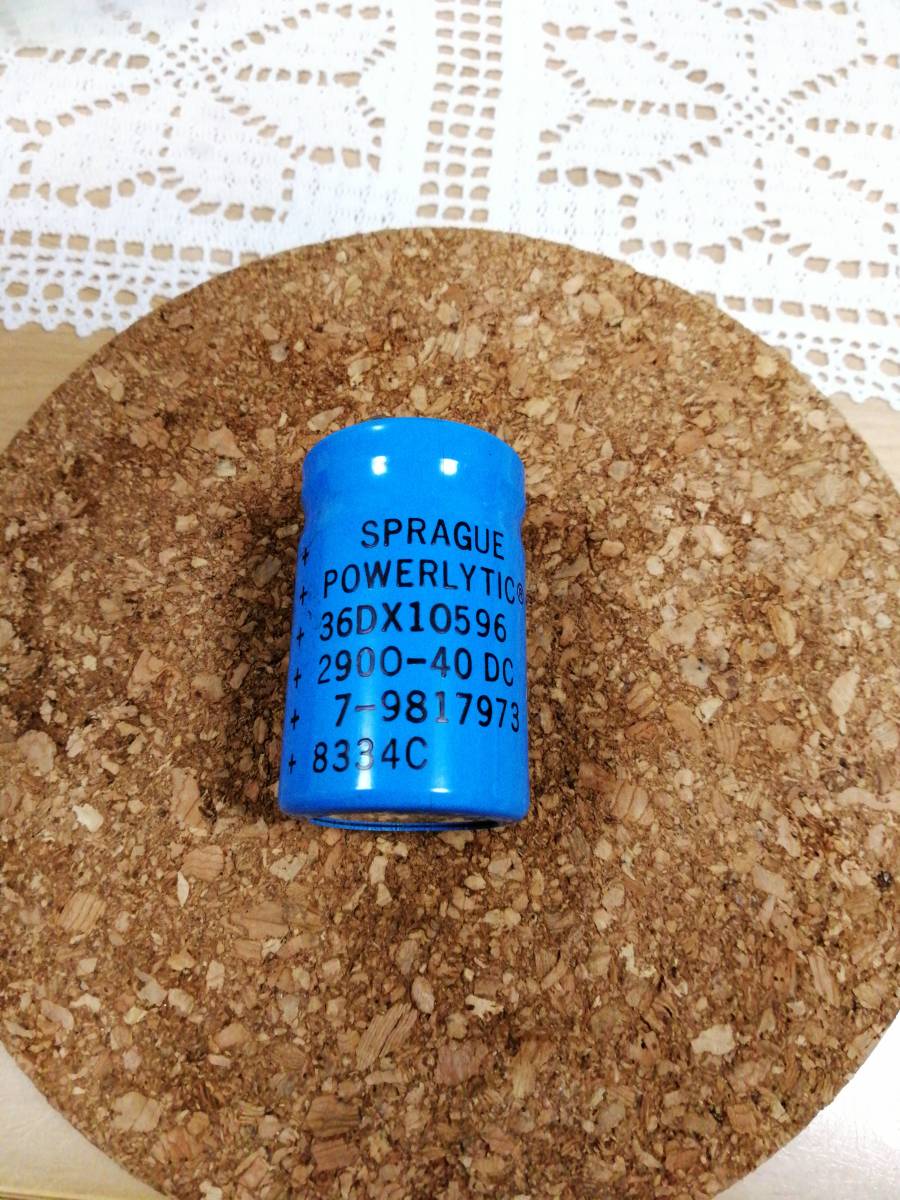 SPRAGUE
+ POWERLYTIC®
+ 36DX10596
+ 2900-40 DC
+ 7-9817973
+ 8334C